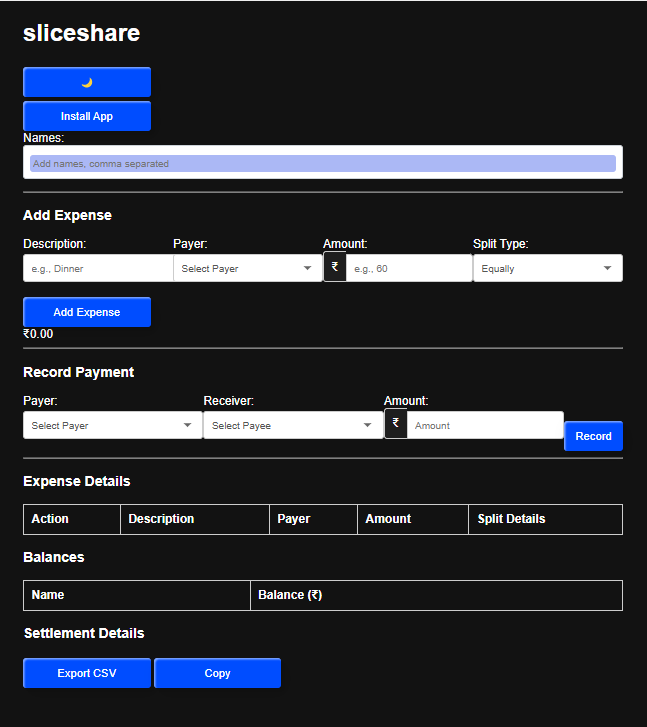 sliceshare
🌙
Install App
Names:
Add names, comma separated
Add Expense
Description: Payer: Amount: Split Type:
e.g., Dinner Select Payer ₹ e.g., 60 Equally
Add Expense
₹0.00
Record Payment
Payer: Receiver: Amount:
Select Payer Select Payee ₹ Amount Record
Expense Details
Action Description Payer Amount Split Details
Balances
Name Balance (₹)
Settlement Details
Export CSV Copy